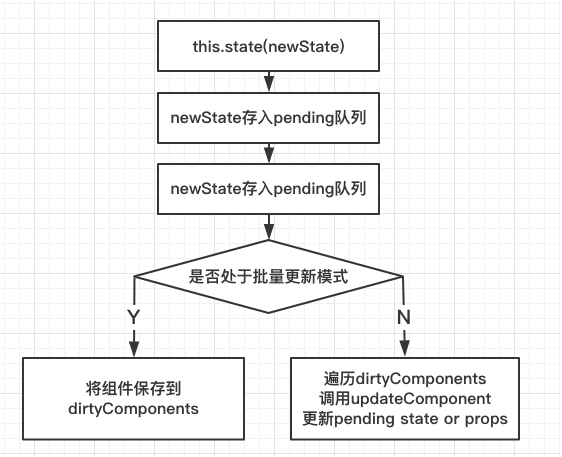 this.state(newState)
newState存入pending队列
newState存入pending队列
是否处于批量更新模式
Y
N
将组件保存到
dirtyComponents
遍历dirtyComponents
调用updateComponent
更新pending state or props